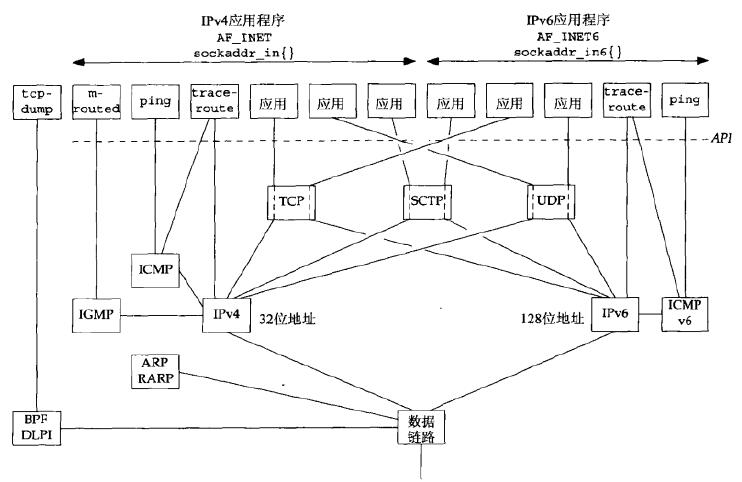 IPv4应用程序
AF_INET
sockaddr_in{}
IPv6应用程序
AF_INET6
sockaddr_in6{}
tcp-
dump
m-
routed
ping
trace-
route
应用
应用
应用
应用
应用
应用
trace-
route
ping
API
TCP
SCTP
UDP
ICMP
IGMP
IPv4
32位地址
128位地址
IPv6
ICMP
v6
ARP
RARP
BPF
DLPI
数据
链路